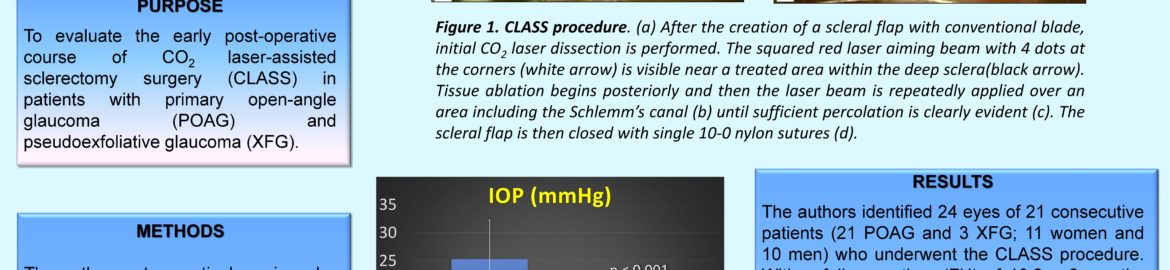 PURPOSE
To evaluate the early post-operative
course of CO₂ laser-assisted
sclerectomy surgery (CLASS) in
patients with primary open-angle
glaucoma (POAG) and
pseudoexfoliative glaucoma (XFG).
METHODS
Figure 1. CLASS procedure. (a) After the creation of a scleral flap with conventional blade,
initial CO₂ laser dissection is performed. The squared red laser aiming beam with 4 dots at
the corners (white arrow) is visible near a treated area within the deep sclera(black arrow).
Tissue ablation begins posteriorly and then the laser beam is repeatedly applied over an
area including the Schlemm’s canal (b) until sufficient percolation is clearly evident (c). The
scleral flap is then closed with single 10-0 nylon sutures (d).
IOP (mmHg)
35
30
25
p < 0.001
RESULTS
The authors identified 24 eyes of 21 consecutive
patients (21 POAG and 3 XFG; 11 women and
10 men) who underwent the CLASS procedure.